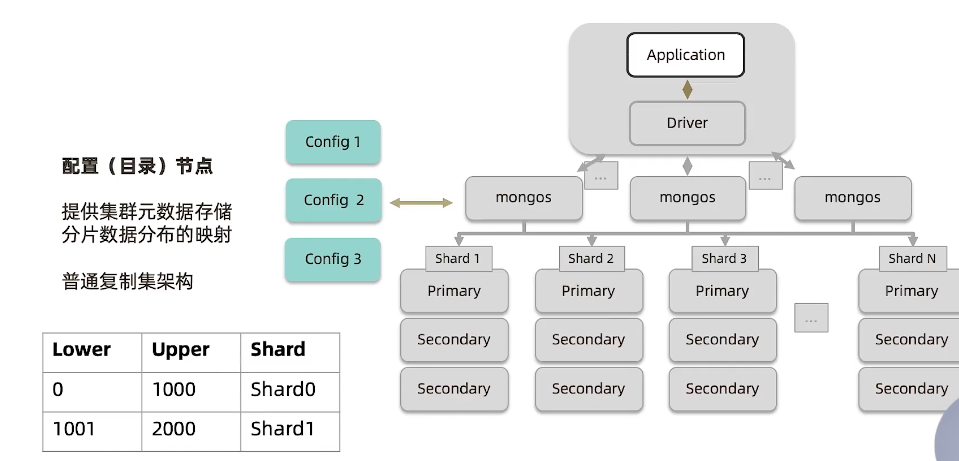 Application
Driver
...
...
mongos
mongos
mongos
Config 1
Config 2
Config 3
配置（目录）节点
提供集群元数据存储
分片数据分布的映射
普通复制集架构
Shard 1
Shard 2
Shard 3
Shard N
Primary
Primary
Primary
Primary
...
Secondary
Secondary
Secondary
Secondary
Secondary
Secondary
Secondary
Secondary
Lower Upper Shard
0 1000 Shard0
1001 2000 Shard1